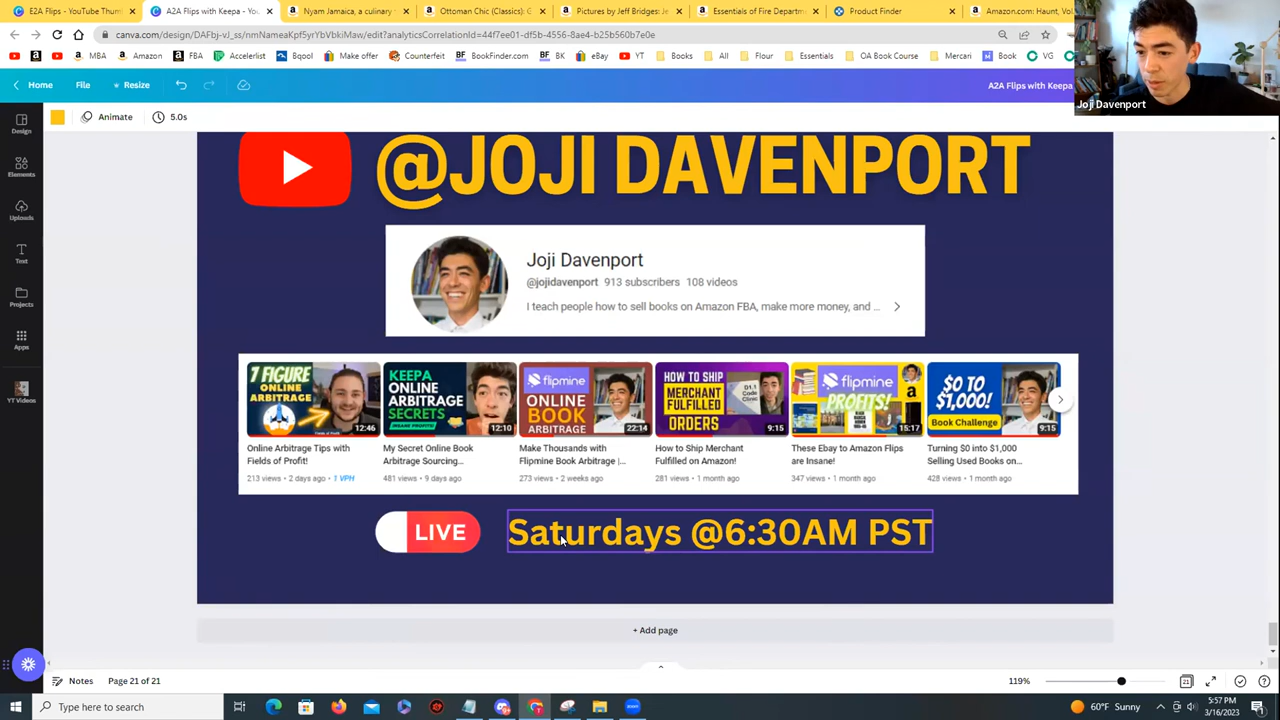 E2A Flips - YouTube Thum
A2A Flips with Keepa - Yo
Nyam Jamaica, a culinary
Ottoman Chic (Classics): G
Pictures by Jeff Bridges: Je
Essentials of Fire Departm
Product Finder
Amazon.com: Haunt, Vol
canva.com/design/DAFbj-vJ_ss/nnNameaKpf5yrYbVbkiMaw/edit?analyticsCorrelationId=44f7ee01-df5b-4556-8ae4-b25b560b7e0e
YT
MBA
Amazon
FBA
Accelerlist
Bqool
Make offer
Counterfeit
BookFinder.com
BK
eBay
YT
Books
All
Flour
Essentials
OA Book Course
Mercari
Book
VG
Home
File
Resize
A2A Flips with Keepa
Joji Davenport
Animate
5.0s
Design
Elements
Uploads
Text
Projects
Apps
YT Videos
@JOJI DAVENPORT
Joji Davenport
@jojidavenport 913 subscribers 108 videos
I teach people how to sell books on Amazon FBA, make more money, and ...
7 FIGURE
ONLINE
ARBITRAGE
12:46
KEEPA
ONLINE
ARBITRAGE
SECRETS
INSANE PROFITS!
12:10
flipmine
ONLINE
BOOK
ARBITRAGE
22:14
HOW TO SHIP
MERCHANT
FULFILLED
ORDERS
9:15
flipmine
PROFITS!
15:17
$0 TO
$1,000!
Book Challenge
9:15
Online Arbitrage Tips with
Fields of Profit!
213 views • 2 days ago • 1 VPH
My Secret Online Book
Arbitrage Sourcing...
481 views • 9 days ago
Make Thousands with
Flipmine Book Arbitrage |...
273 views • 2 weeks ago
How to Ship Merchant
Fulfilled on Amazon!
281 views • 1 month ago
These Ebay to Amazon Flips
are Insane!
347 views • 1 month ago
Turning $0 into $1,000
Selling Used Books on...
428 views • 1 month ago
LIVE
Saturdays @6:30AM PST
+ Add page
Notes
Page 21 of 21
119%
21
Type here to search
zoom
60°F Sunny
5:57 PM
3/16/2023